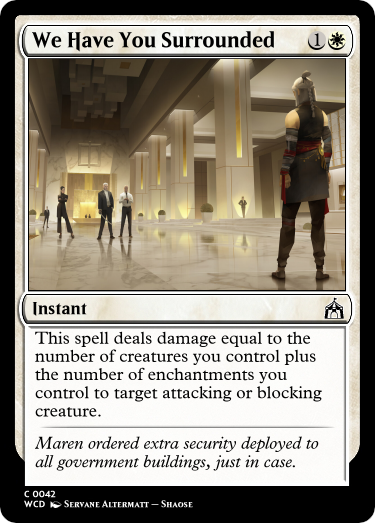 We Have You Surrounded
1
Instant
This spell deals damage equal to the
number of creatures you control plus
the number of enchantments you
control to target attacking or blocking
creature.
Maren ordered extra security deployed to
all government buildings, just in case.
C 0042
WCD Servane Altermatt – Shaose